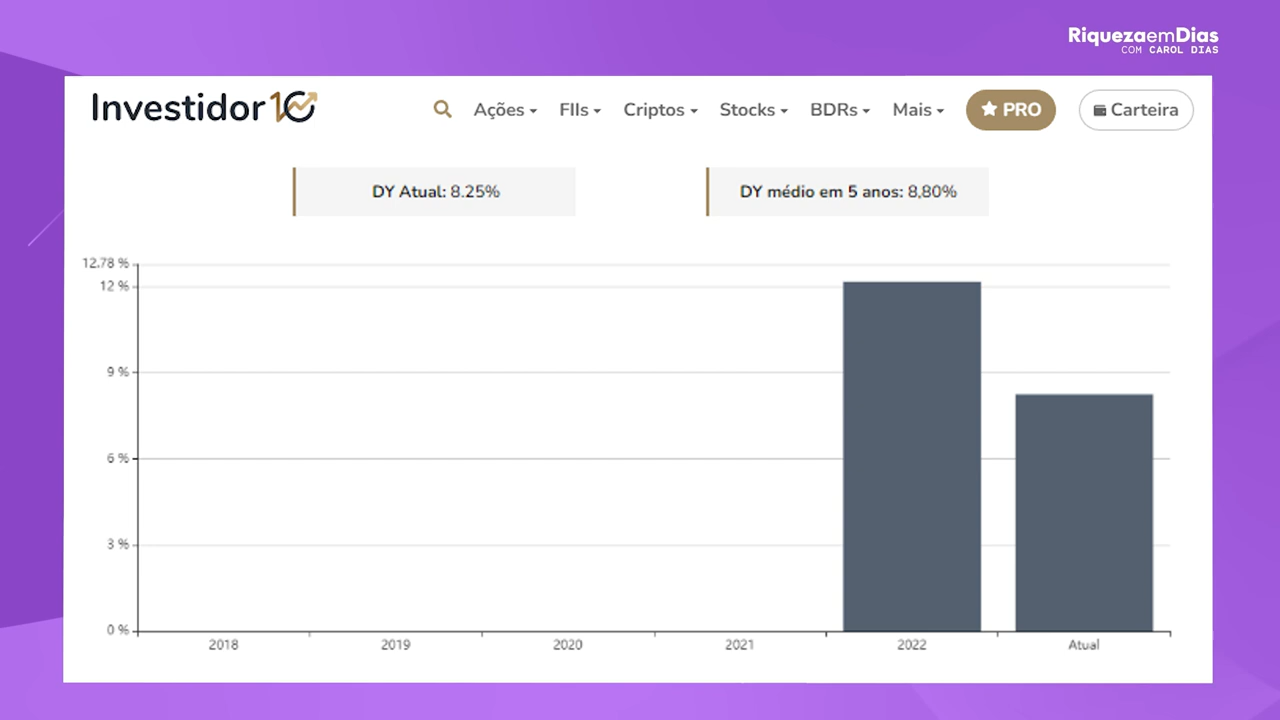 RiquezaemDias
COM CAROL DIAS
Investidor10
Ações FIIs Criptos Stocks BDRs Mais PRO Carteira
DY Atual: 8.25% DY médio em 5 anos: 8,80%
12.78 %
12 %
9 %
6 %
3 %
0 %
2018 2019 2020 2021 2022 Atual